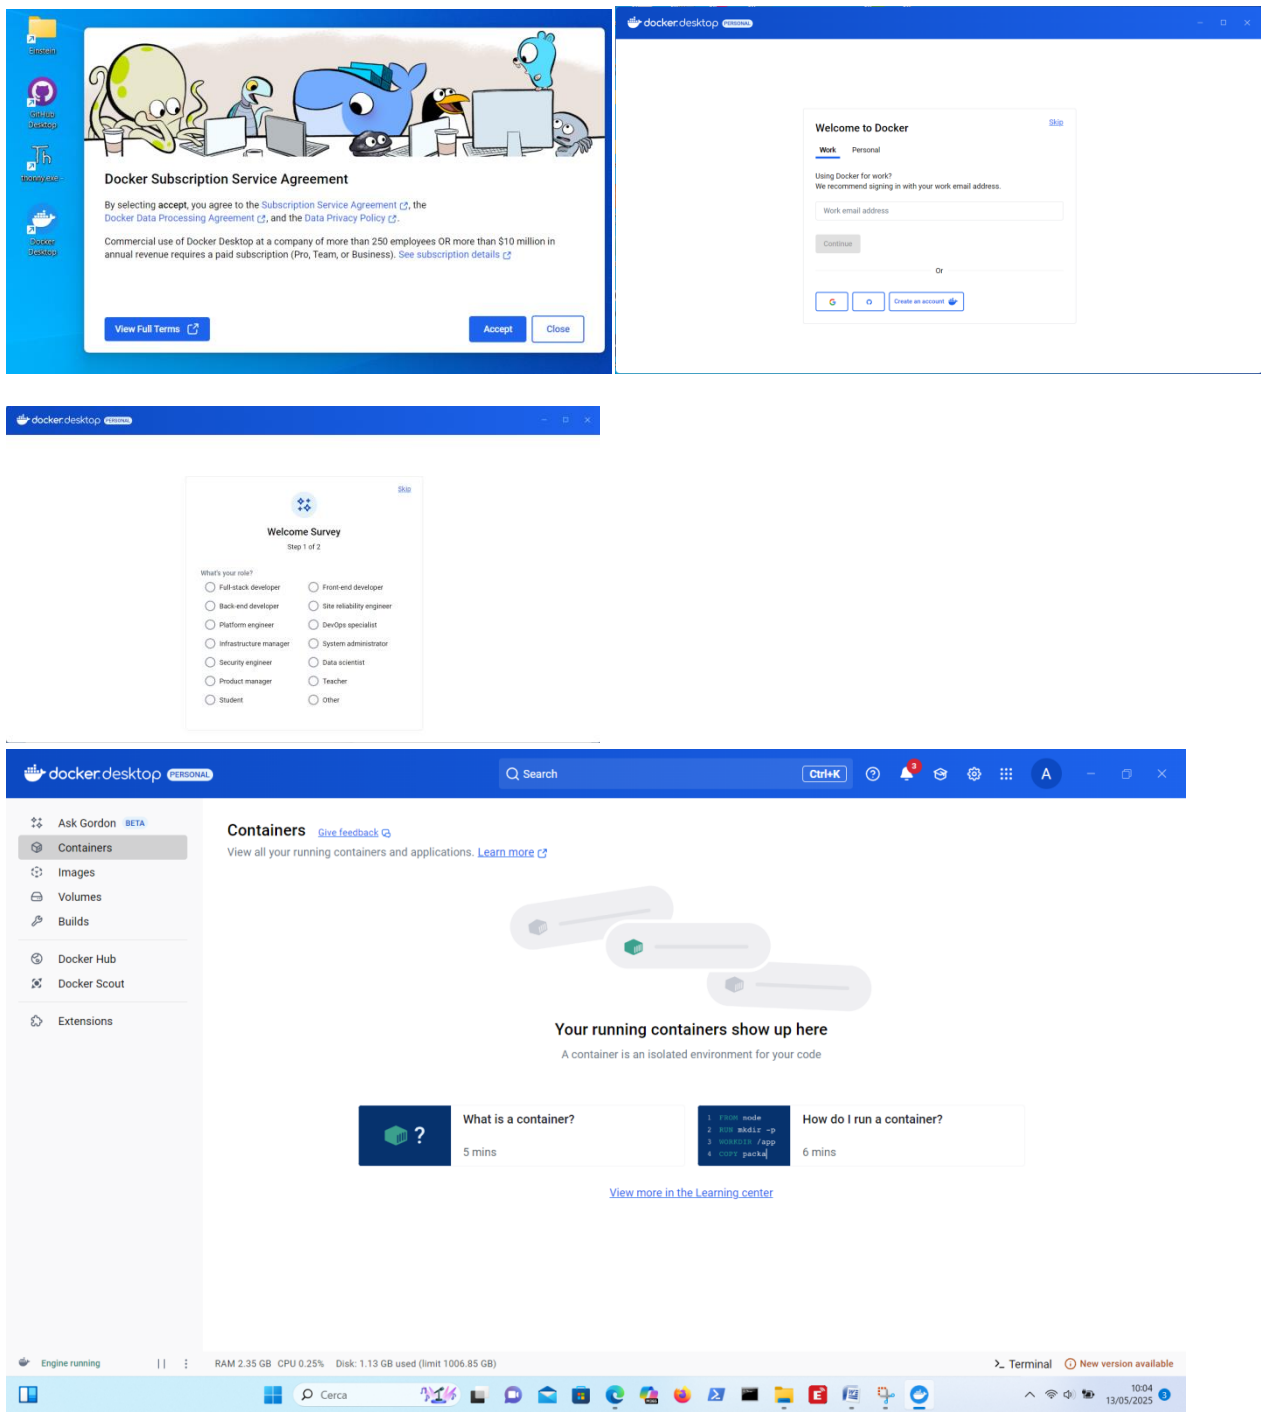 Einstein
GitHub
Desktop
thonny.exe -
Docker
Desktop
Docker Subscription Service Agreement
By selecting accept, you agree to the Subscription Service Agreement, the
Docker Data Processing Agreement, and the Data Privacy Policy.
Commercial use of Docker Desktop at a company of more than 250 employees OR more than $10 million in
annual revenue requires a paid subscription (Pro, Team, or Business). See subscription details
View Full Terms
Accept
Close
docker.desktop PERSONAL
Skip
Welcome to Docker
Work Personal
Using Docker for work?
We recommend signing in with your work email address.
Work email address
Continue
Or
G
Create an account
docker.desktop PERSONAL
Skip
Welcome Survey
Step 1 of 2
What's your role?
Full-stack developer Front-end developer
Back-end developer Site reliability engineer
Platform engineer DevOps specialist
Infrastructure manager System administrator
Security engineer Data scientist
Product manager Teacher
Student Other
docker.desktop PERSONAL
Search Ctrl+K
3
A
Ask Gordon BETA
Containers
Images
Volumes
Builds
Docker Hub
Docker Scout
Extensions
Containers Give feedback
View all your running containers and applications. Learn more
Your running containers show up here
A container is an isolated environment for your code
?
What is a container?
5 mins
1 FROM node
2 RUN mkdir -p
3 WORKDIR /app
4 COPY packa
How do I run a container?
6 mins
View more in the Learning center
Engine running
RAM 2.35 GB CPU 0.25% Disk: 1.13 GB used (limit 1006.85 GB)
Terminal
New version available
Cerca
10:04
13/05/2025
3